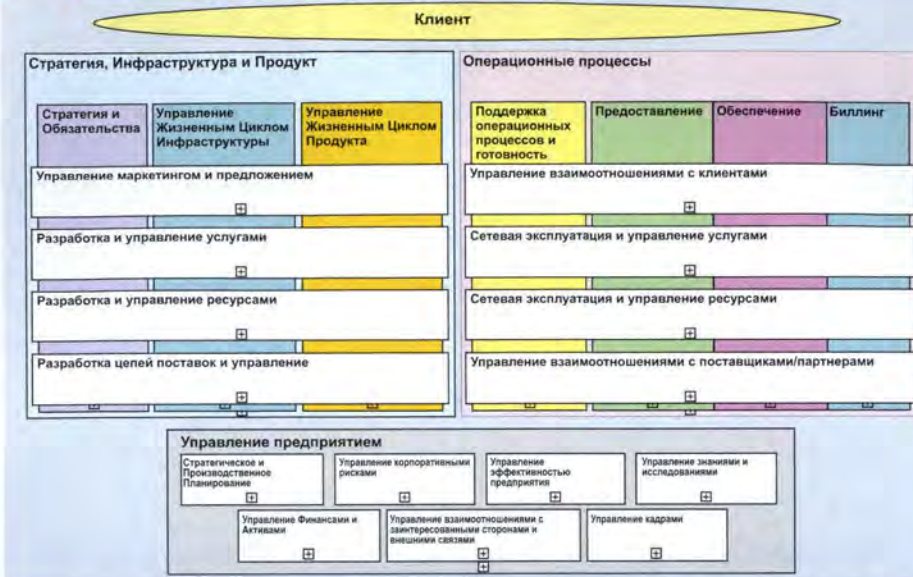 Клиент
Стратегия, Инфраструктура и Продукт
Стратегия и
Обязательства
Управление
Жизненным Циклом
Инфраструктуры
Управление
Жизненным Циклом
Продукта
Управление маркетингом и предложением
Разработка и управление услугами
Разработка и управление ресурсами
Разработка цепей поставок и управление
Операционные процессы
Поддержка
операционных
процессов и
готовность
Предоставление
Обеспечение
Биллинг
Управление взаимоотношениями с клиентами
Сетевая эксплуатация и управление услугами
Сетевая эксплуатация и управление ресурсами
Управление взаимоотношениями с поставщиками/партнерами
Управление предприятием
Стратегическое и
Производственное
Планирование
Управление корпоративными
рисками
Управление
эффективностью
предприятия
Управление знаниями и
исследованиями
Управление Финансами и
Активами
Управление взаимоотношениями с
заинтересованными сторонами и
внешними связями
Управление кадрами